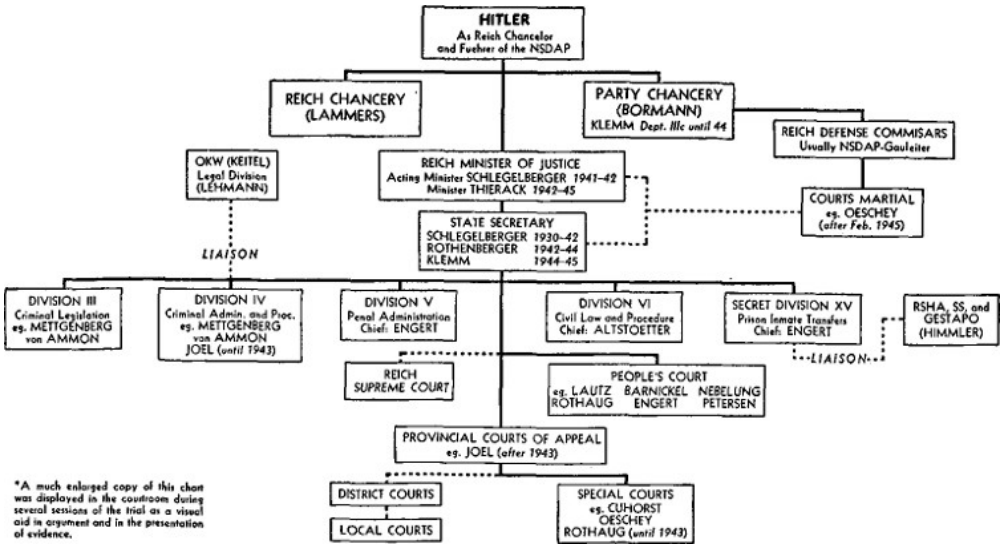 HITLER
As Reich Chancelor
and Fuehrer of the NSDAP
REICH CHANCERY
(LAMMERS)
PARTY CHANCERY
(BORMANN)
KLEMM Dept. IIIc until 44
REICH DEFENSE COMMISARS
Usually NSDAP-Gauleiter
OKW (KEITEL)
Legal Division
(LEHMANN)
REICH MINISTER OF JUSTICE
Acting Minister SCHLEGELBERGER 1941-42
Minister THIERACK 1942-45
COURTS MARTIAL
eg. OESCHEY
(after Feb. 1945)
STATE SECRETARY
SCHLEGELBERGER 1930-42
ROTHENBERGER 1942-44
KLEMM 1944-45
LIAISON
DIVISION III
Criminal Legislation
eg. METTGENBERG
von AMMON
DIVISION IV
Criminal Admin. and Proc.
eg. METTGENBERG
von AMMON
JOEL (until 1943)
DIVISION V
Penal Administration
Chief: ENGERT
DIVISION VI
Civil Law and Procedure
Chief: ALTSTOETTER
SECRET DIVISION XV
Prison Inmate Transfers
Chief: ENGERT
RSHA, SS, and
GESTAPO
(HIMMLER)
LIAISON
REICH
SUPREME COURT
PEOPLE'S COURT
eg. LAUTZ BARNICKEL NEBELUNG
ROTHAUG ENGERT PETERSEN
PROVINCIAL COURTS OF APPEAL
eg. JOEL (after 1943)
DISTRICT COURTS
LOCAL COURTS
SPECIAL COURTS
eg. CUHORST
OESCHEY
ROTHAUG (until 1943)
*A much enlarged copy of this chart
was displayed in the courtroom during
several sessions of the trial as a visual
aid in argument and in the presentation
of evidence.